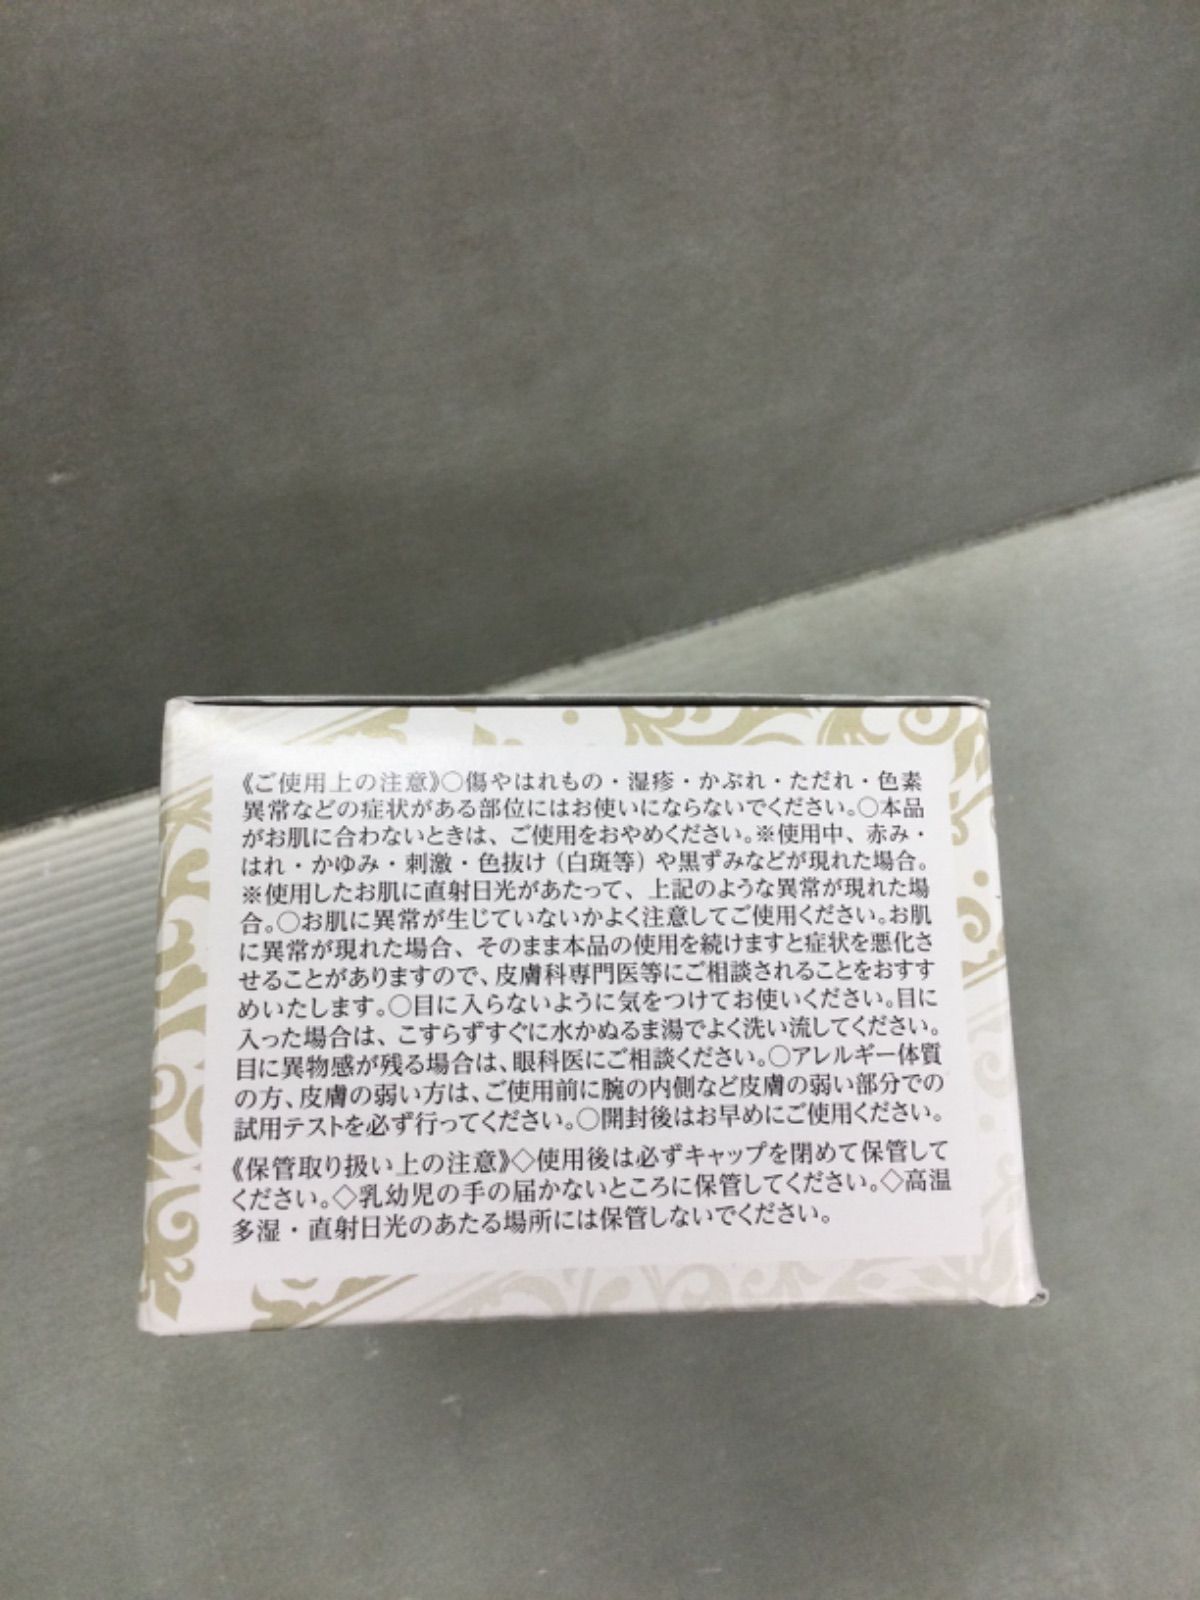 《ご使用上の注意》○傷やはれもの・湿疹・かぶれ・ただれ・色素
異常などの症状がある部位にはお使いにならないでください。○本品
がお肌に合わないときは、ご使用をおやめください。※使用中、赤み・
はれ・かゆみ・刺激・色抜け（白斑等）や黒ずみなどが現れた場合。
※使用したお肌に直射日光があたって、上記のような異常が現れた場
合。○お肌に異常が生じていないかよく注意してご使用ください。お肌
に異常が現れた場合、そのまま本品の使用を続けますと症状を悪化さ
せることがありますので、皮膚科専門医等にご相談されることをおすす
めいたします。○目に入らないように気をつけてお使いください。目に
入った場合は、こすらずすぐに水かぬるま湯でよく洗い流してください。
目に異物感が残る場合は、眼科医にご相談ください。○アレルギー体質
の方、皮膚の弱い方は、ご使用前に腕の内側など皮膚の弱い部分での
試用テストを必ず行ってください。○開封後はお早めにご使用ください。
《保管取り扱い上の注意》◇使用後は必ずキャップを閉めて保管して
ください。◇乳幼児の手の届かないところに保管してください。◇高温
多湿・直射日光のあたる場所には保管しないでください。